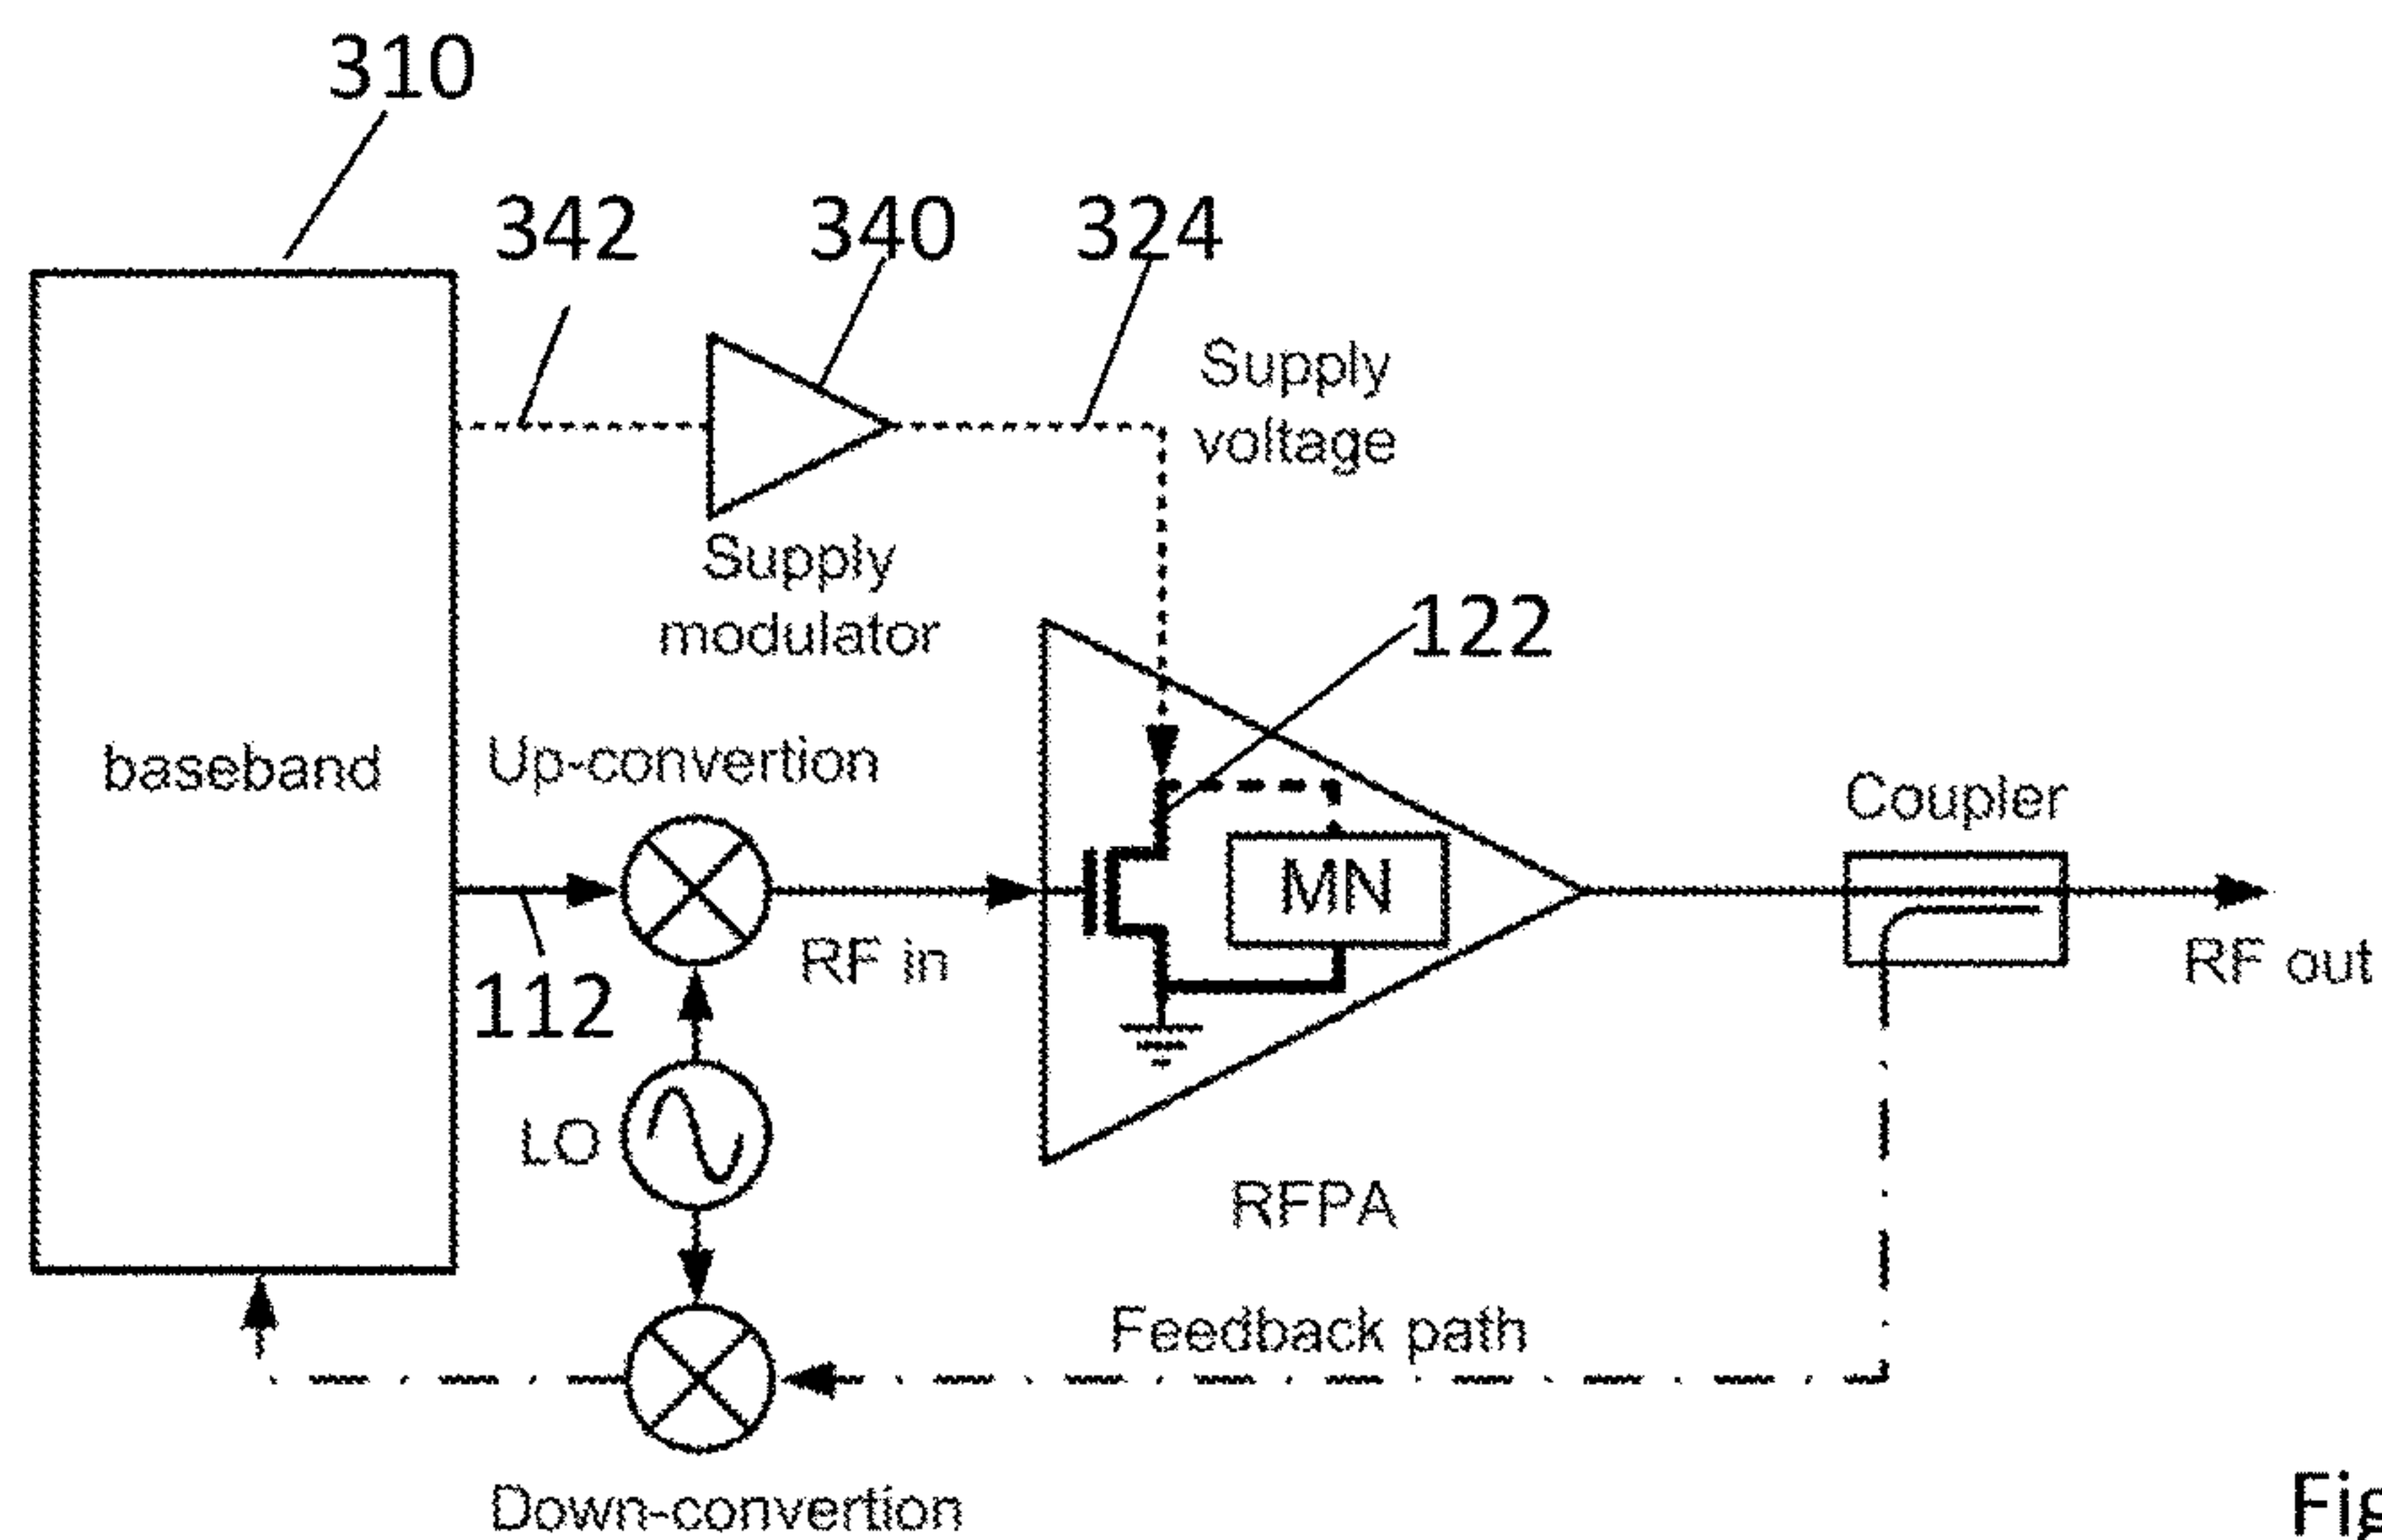 310
342
340
324
Supply
voltage
Supply
modulator
122
baseband
Up-convertion
Coupler
MN
RF in
RF out
112
LO
RFPA
Feedback path
Down-convertion
Fig